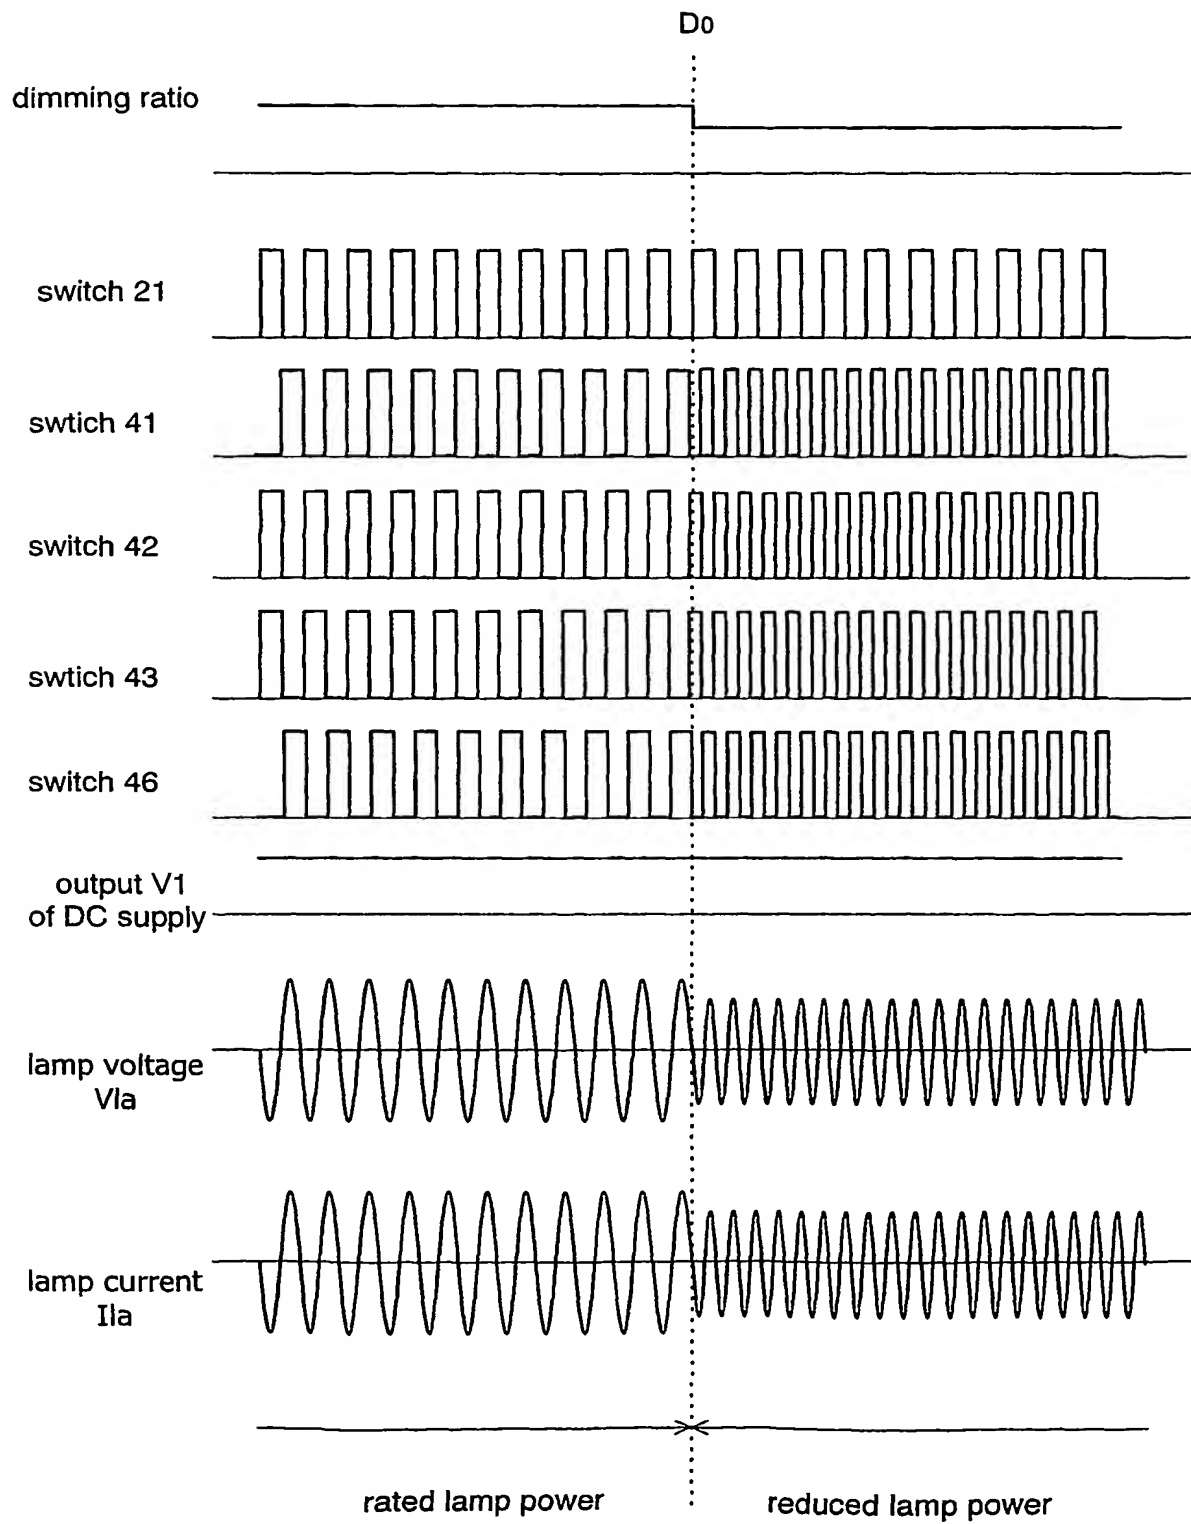 D0
dimming ratio
switch 21
swtich 41
switch 42
swtich 43
switch 46
output V1
of DC supply
lamp voltage
Vla
lamp current
Ila
rated lamp power
reduced lamp power